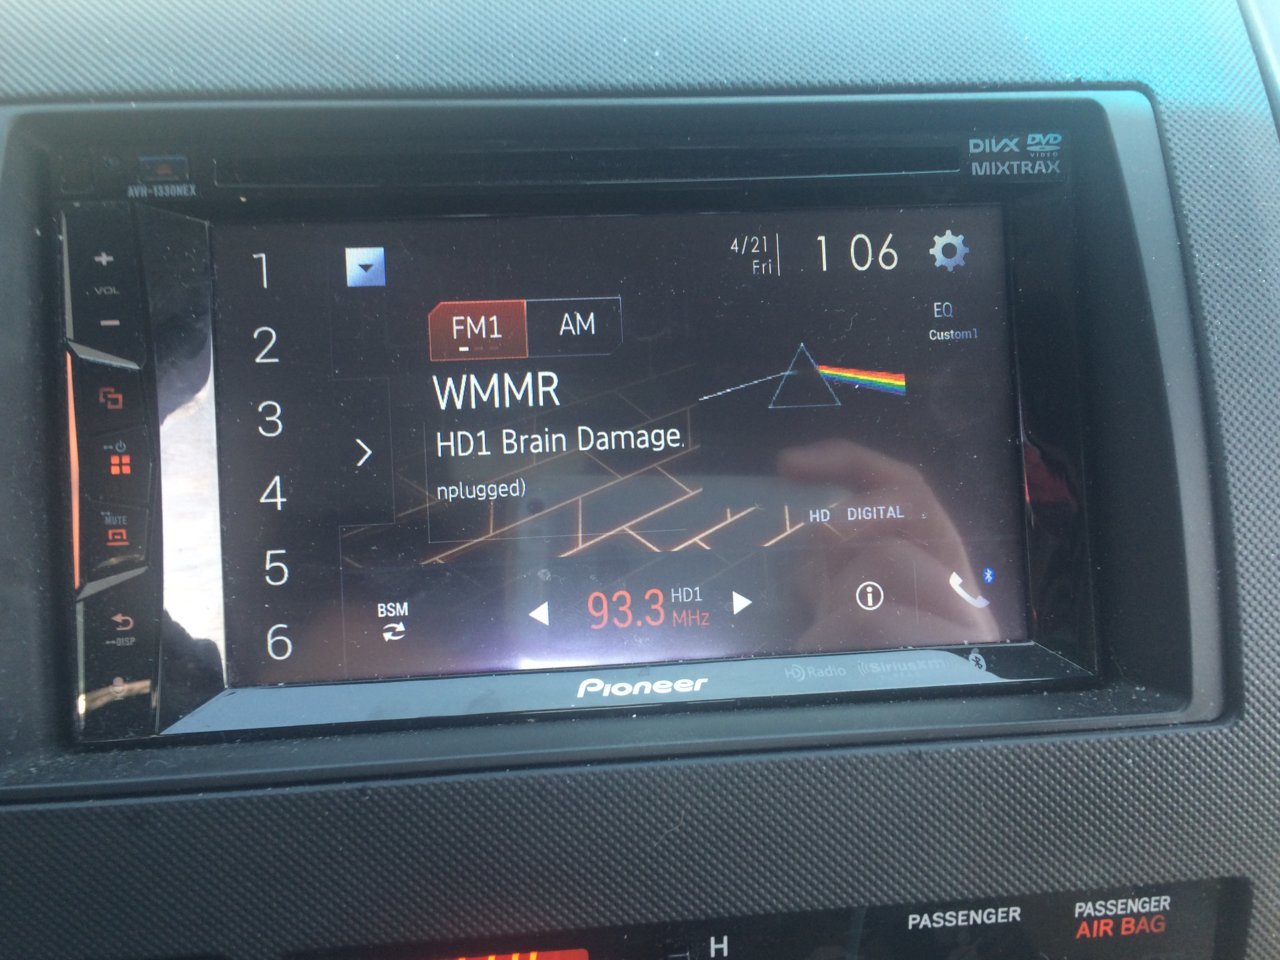 DIVX DVD
VIDEO
MIXTRAX
AVH-1330NEX
+
VOL
−
MUTE
DISP
1
2
3
4
5
6
4/21
Fri
1 06
EQ
Custom1
FM1
AM
WMMR
HD1 Brain Damage.
nplugged)
HD DIGITAL
BSM
93.3 HD1
MHz
Pioneer
HD Radio
SiriusXM
PASSENGER
PASSENGER
AIR BAG
H